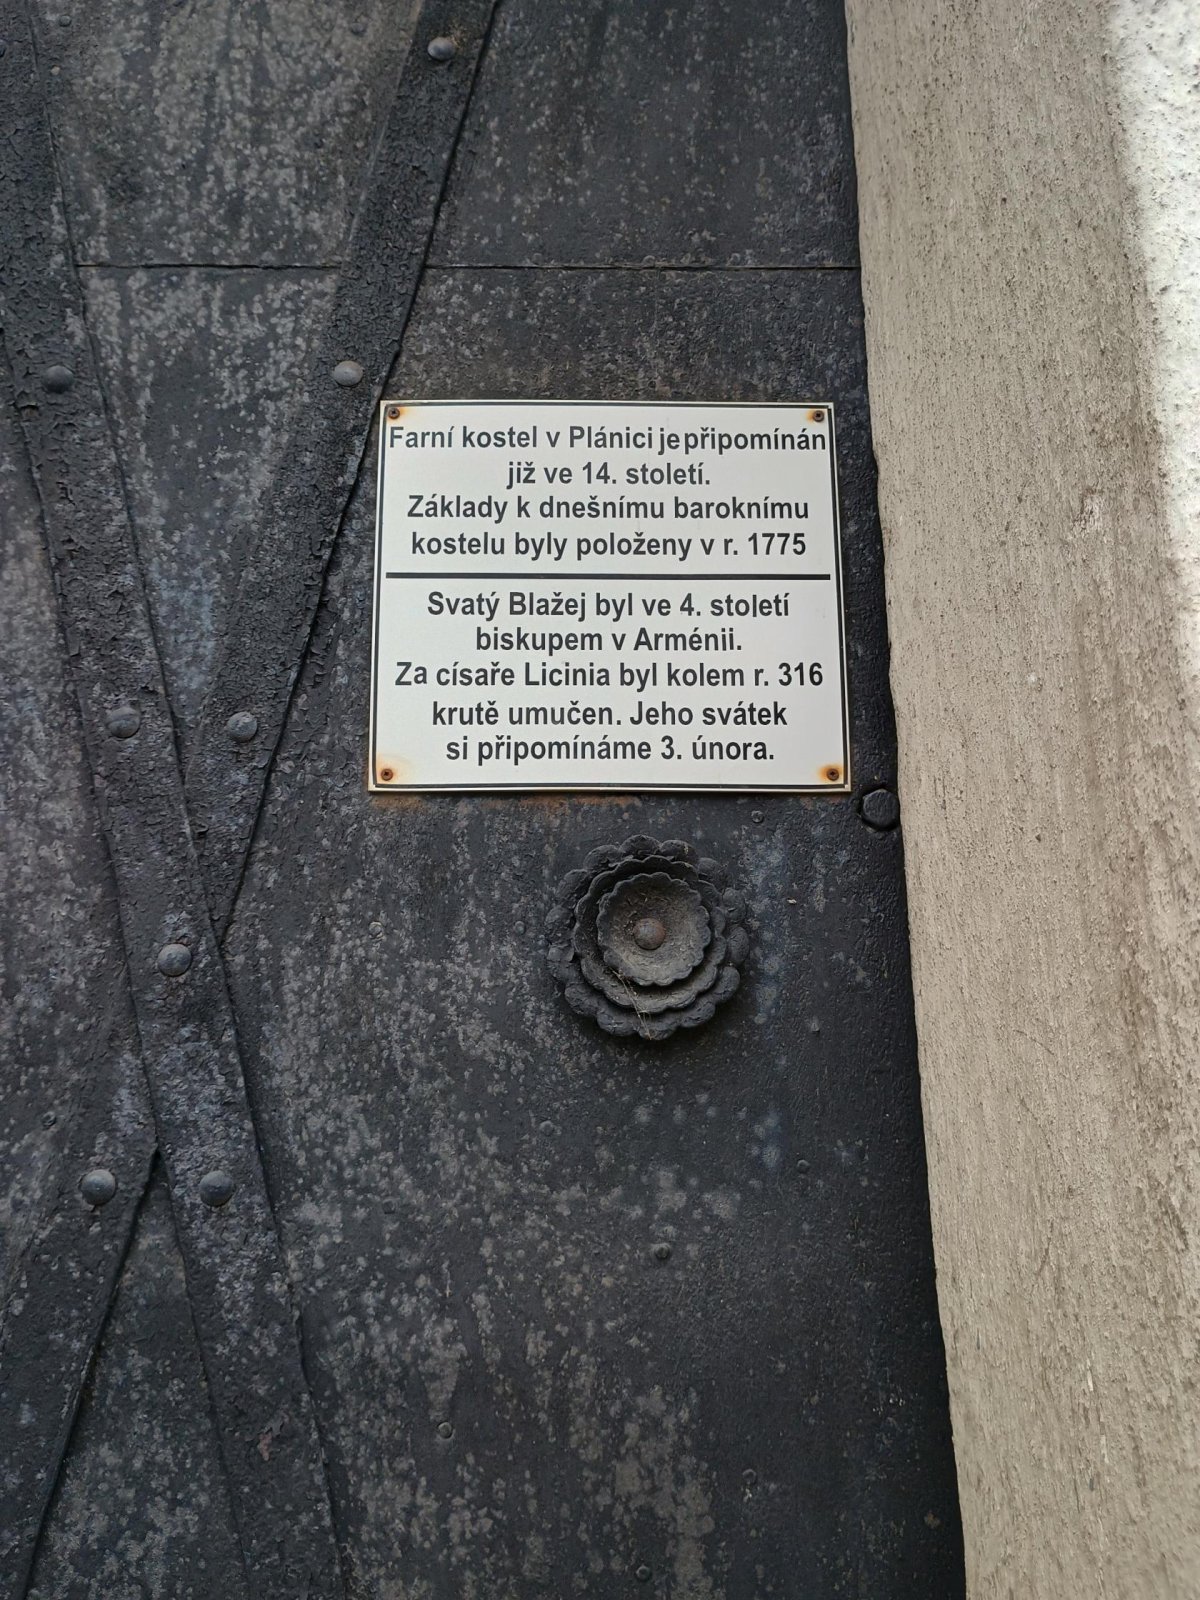 Farní kostel v Plánici je připomínán
již ve 14. století.
Základy k dnešnímu baroknímu
kostelu byly položeny v r. 1775
Svatý Blažej byl ve 4. století
biskupem v Arménii.
Za císaře Licinia byl kolem r. 316
krutě umučen. Jeho svátek
si připomínáme 3. února.